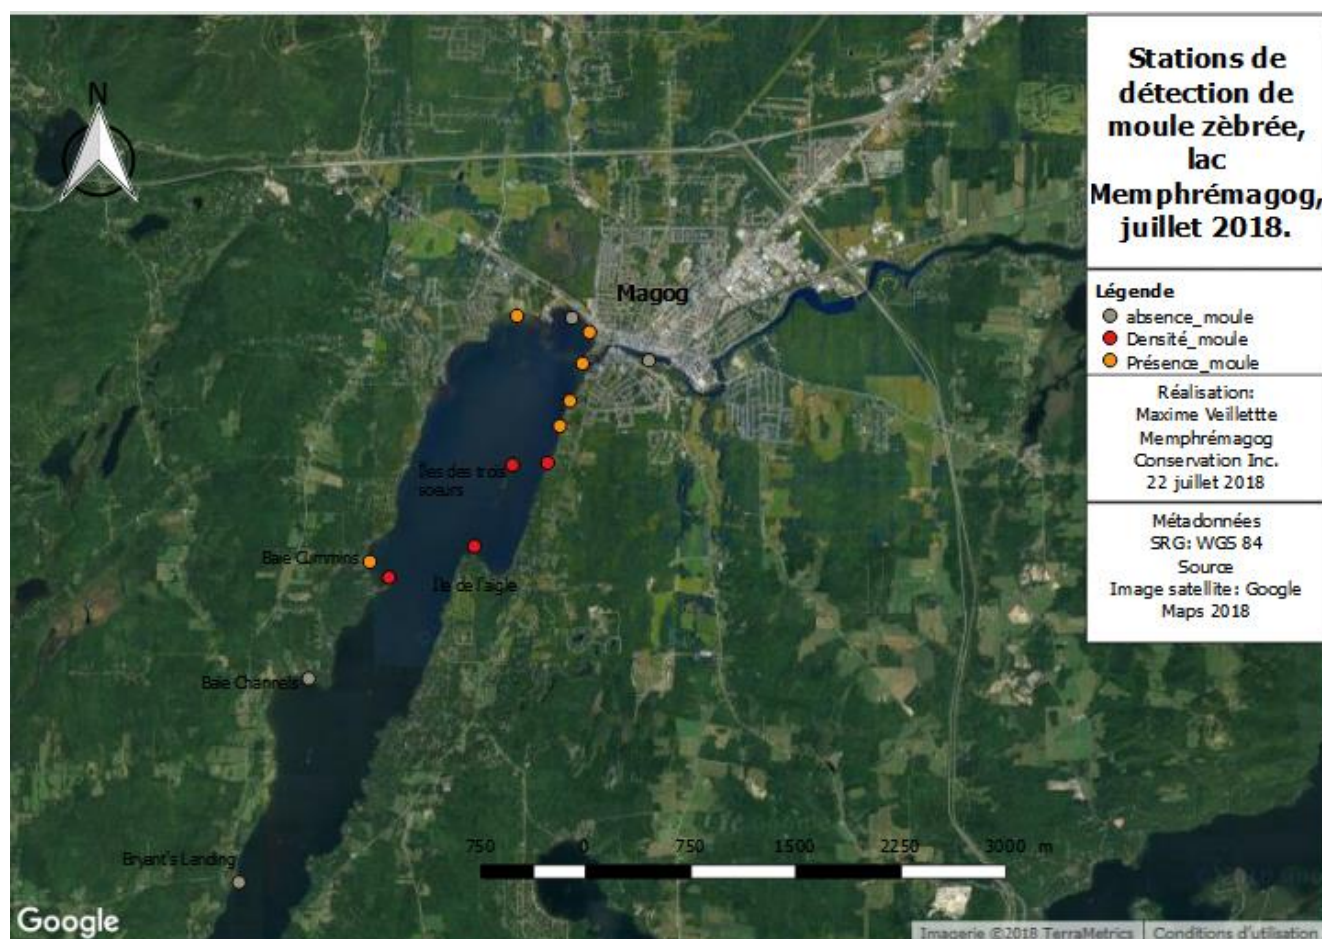 N
Stations de
détection de
moule zèbrée,
lac
Memphrémagog,
juillet 2018.
Légende
absence_moule
Densité_moule
Présence_moule
Réalisation:
Maxime Veillettte
Memphrémagog
Conservation Inc.
22 juillet 2018
Métadonnées
SRG: WGS 84
Source
Image satellite: Google
Maps 2018
Magog
Iles des trois
soeurs
Baie Cummins
Ile de l'aigle
Baie Channels
Bryant's Landing
750 0 750 1500 2250 3000 m
Google
Imagerie ©2018 TerraMetrics Conditions d'utilisation